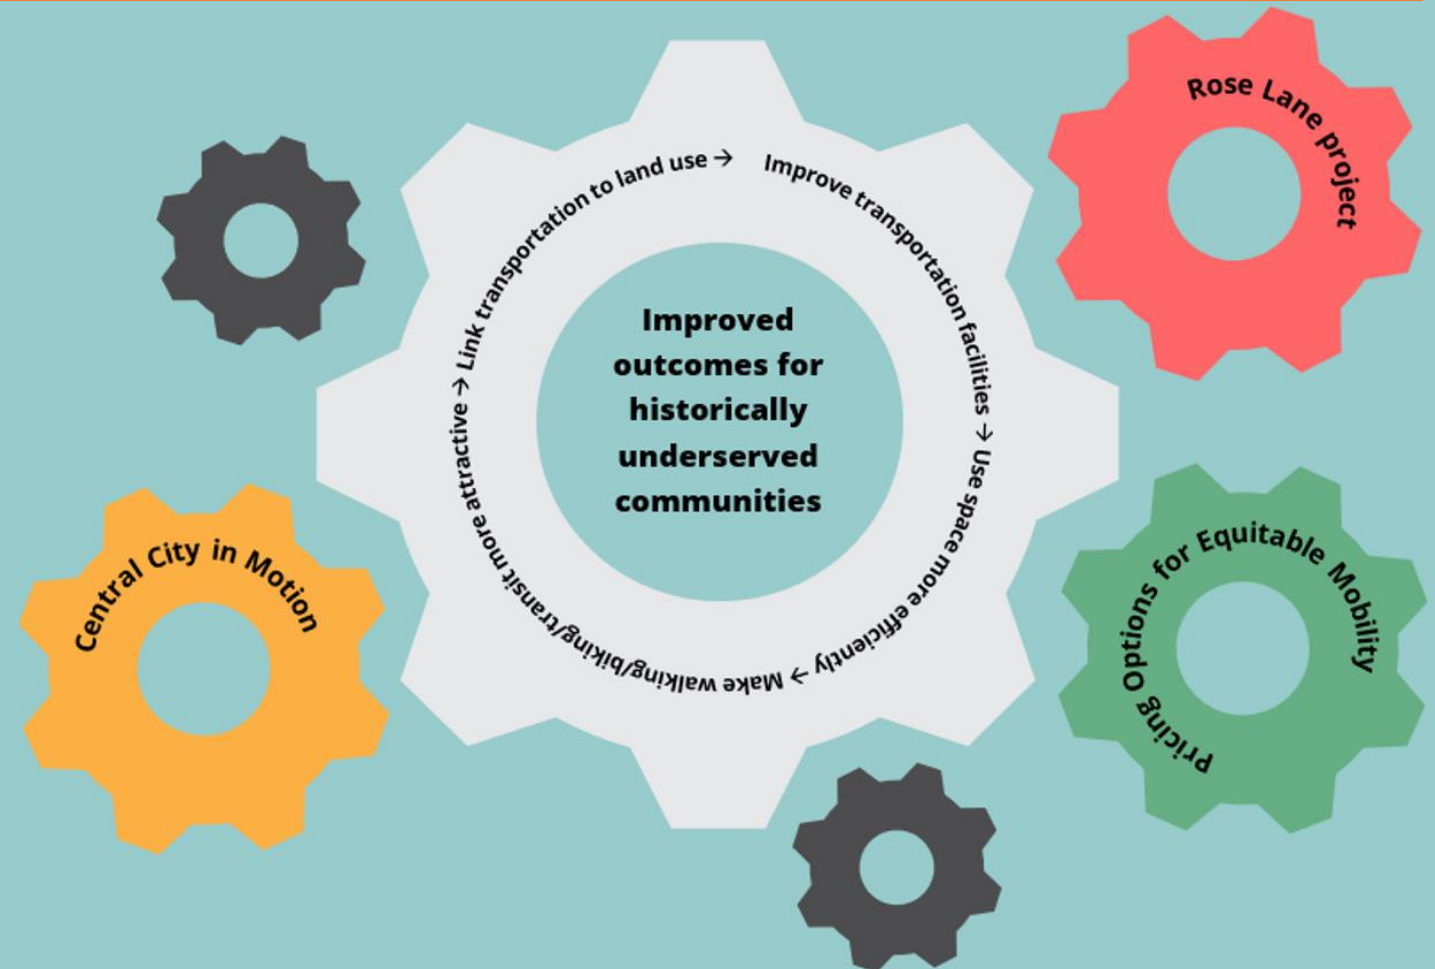 Improve transportation facilities → Use space more efficiently → Make walking/biking/transit more attractive → Link transportation to land use →
Improved
outcomes for
historically
underserved
communities
Rose Lane project
Central City in Motion
Pricing Options for Equitable Mobility